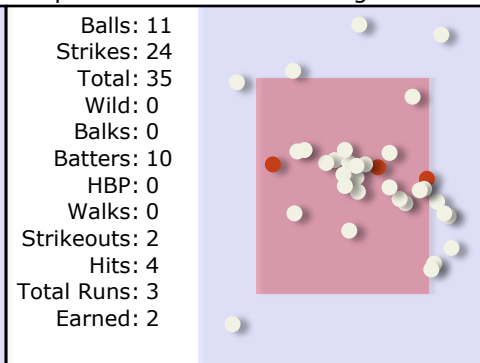 Balls: 11
Strikes: 24
Total: 35
Wild: 0
Balks: 0
Batters: 10
HBP: 0
Walks: 0
Strikeouts: 2
Hits: 4
Total Runs: 3
Earned: 2